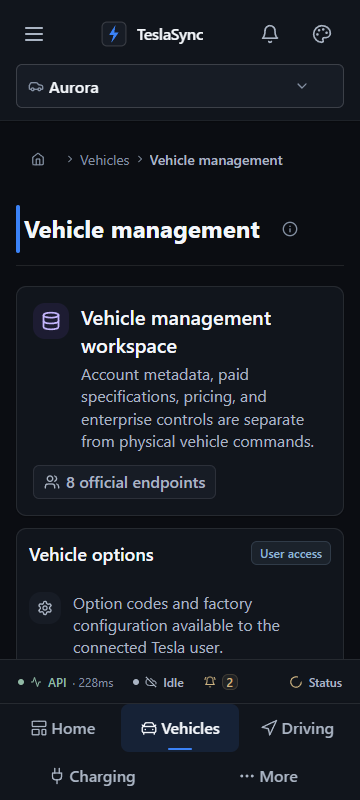 TeslaSync
Aurora
Vehicles
Vehicle management
Vehicle management
Vehicle management
workspace
Account metadata, paid
specifications, pricing, and
enterprise controls are separate
from physical vehicle commands.
8 official endpoints
Vehicle options
User access
Option codes and factory
configuration available to the
connected Tesla user.
API · 228ms
Idle
2
Status
Home
Vehicles
Driving
Charging
More